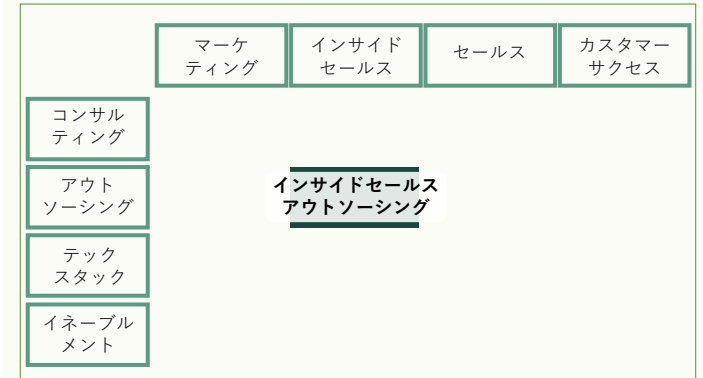 マーケ
ティング
インサイド
セールス
セールス
カスタマー
サクセス
コンサル
ティング
アウト
ソーシング
インサイドセールス
アウトソーシング
テック
スタック
イネーブル
メント